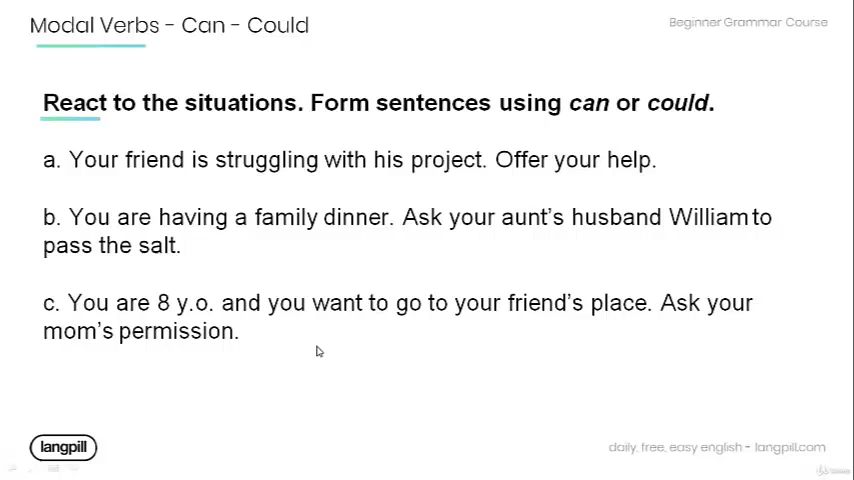 Modal Verbs - Can - Could
Beginner Grammar Course
React to the situations. Form sentences using can or could.
a. Your friend is struggling with his project. Offer your help.
b. You are having a family dinner. Ask your aunt's husband William to
pass the salt.
c. You are 8 y.o. and you want to go to your friend's place. Ask your
mom's permission.
langpill
daily, free, easy english - langpill.com